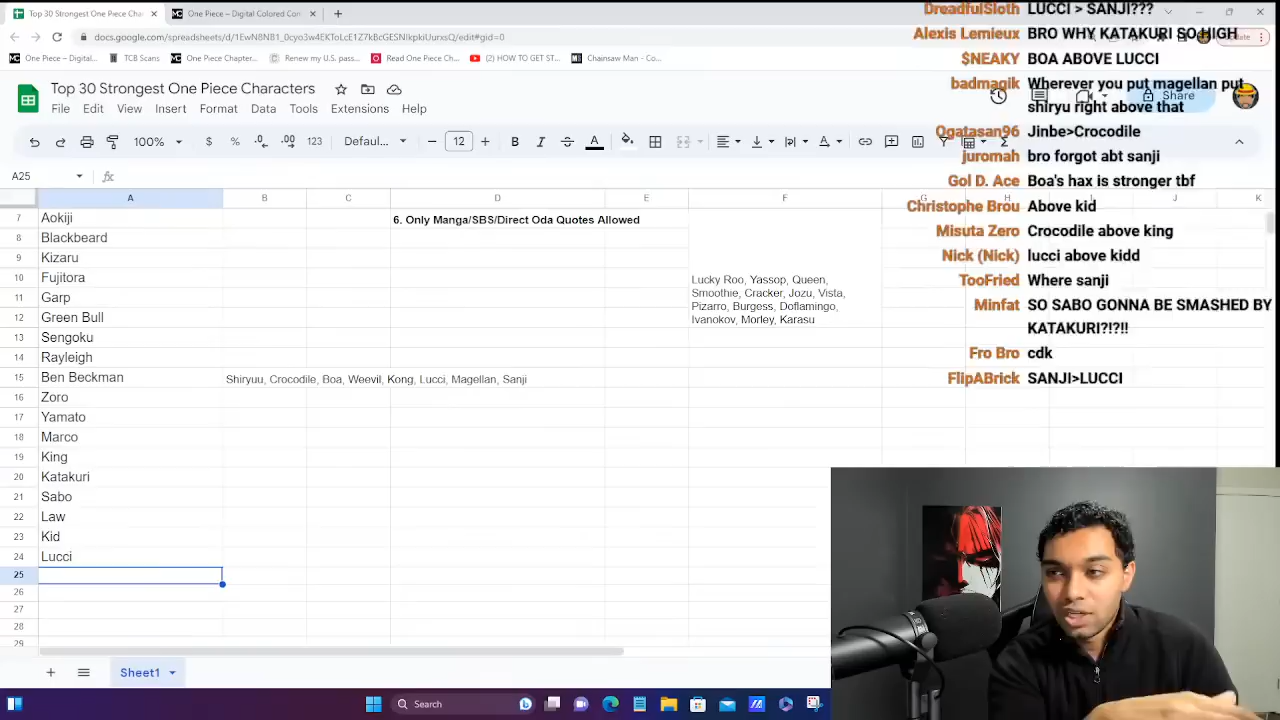 Top 30 Strongest One Piece Cha
One Piece – Digital Colored Con
docs.google.com/spreadsheets/d/1EwN8N81_0cyo3w4EKToLcE1Z7kBcGESNIkpkiUurxsQ/edit#gid=0
One Piece – Digital...
TCB Scans
One Piece Chapter...
Renew my U.S. pass...
Read One Piece Ch...
(2) HOW TO GET ST...
Chainsaw Man - Co...
Top 30 Strongest One Piece Characters
File Edit View Insert Format Data Tools Extensions Help
Share
100%
$ % .0 .00 123
Defaul...
12
B I A
A25
fx
A B C D E F G H I J K
7 Aokiji
6. Only Manga/SBS/Direct Oda Quotes Allowed
8 Blackbeard
9 Kizaru
10 Fujitora
11 Garp
12 Green Bull
Lucky Roo, Yassop, Queen,
Smoothie, Cracker, Jozu, Vista,
Pizarro, Burgess, Doflamingo,
Ivanokov, Morley, Karasu
13 Sengoku
14 Rayleigh
15 Ben Beckman
Shiryuu, Crocodile, Boa, Weevil, Kong, Lucci, Magellan, Sanji
16 Zoro
17 Yamato
18 Marco
19 King
20 Katakuri
21 Sabo
22 Law
23 Kid
24 Lucci
25
26
27
28
29
Sheet1
Search
DreadfulSloth LUCCI > SANJI???
Alexis Lemieux BRO WHY KATAKURI SO HIGH
$NEAKY BOA ABOVE LUCCI
badmagik Wherever you put magellan put
shiryu right above that
Ogatasan96 Jinbe>Crocodile
juromah bro forgot abt sanji
Gol D. Ace Boa's hax is stronger tbf
Christophe Brou Above kid
Misuta Zero Crocodile above king
Nick (Nick) lucci above kidd
TooFried Where sanji
Minfat SO SABO GONNA BE SMASHED BY
KATAKURI?!?!!
Fro Bro cdk
FlipABrick SANJI>LUCCI